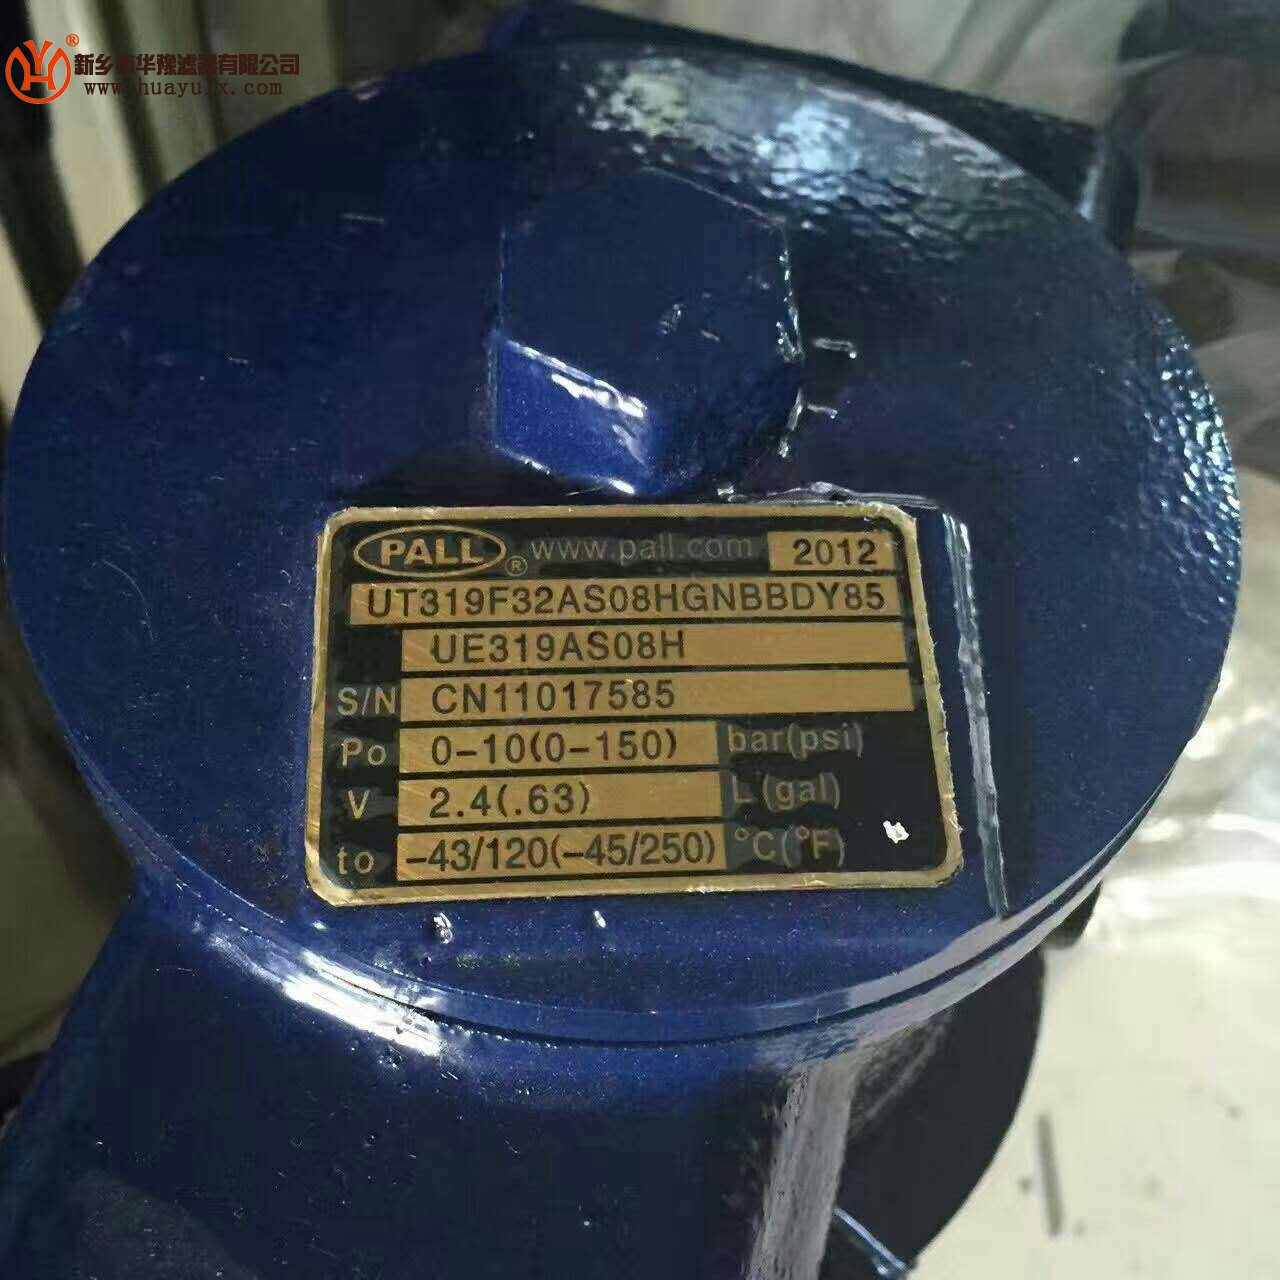 新乡市华豫滤器有限公司
www.huayulx.com
PALL® www.pall.com 2012
UT319F32AS08HGNBBDY85
UE319AS08H
S/N CN11017585
Po 0-10(0-150) bar(psi)
V 2.4(.63) L(gal)
to -43/120(-45/250) °C(°F)